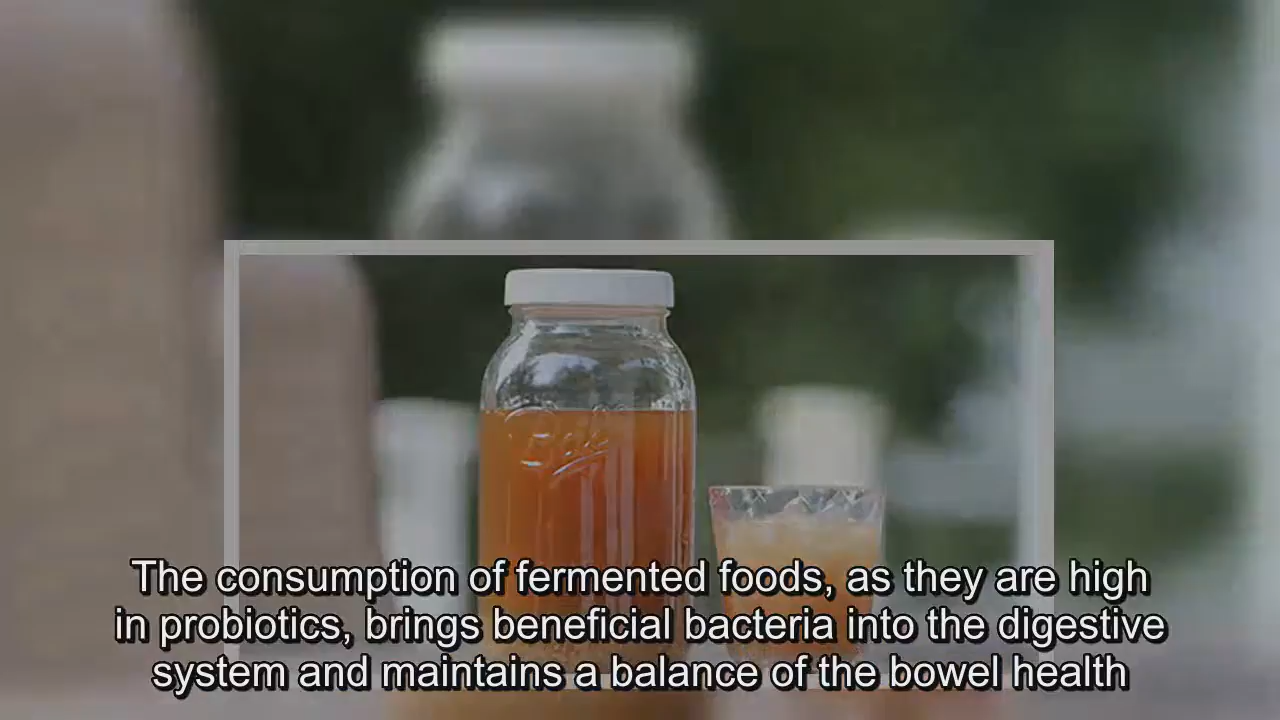 Ball
The consumption of fermented foods, as they are high
in probiotics, brings beneficial bacteria into the digestive
system and maintains a balance of the bowel health